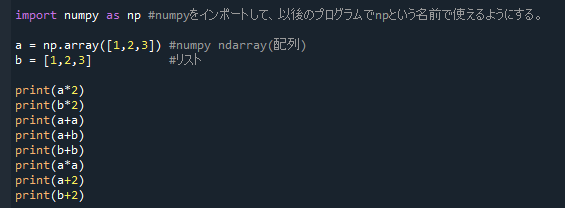 import numpy as np #numpyをインポートして、以後のプログラムでnpという名前で使えるようにする。
a = np.array([1,2,3]) #numpy ndarray(配列)
b = [1,2,3] #リスト
print(a*2)
print(b*2)
print(a+a)
print(a+b)
print(b+b)
print(a*a)
print(a+2)
print(b+2)